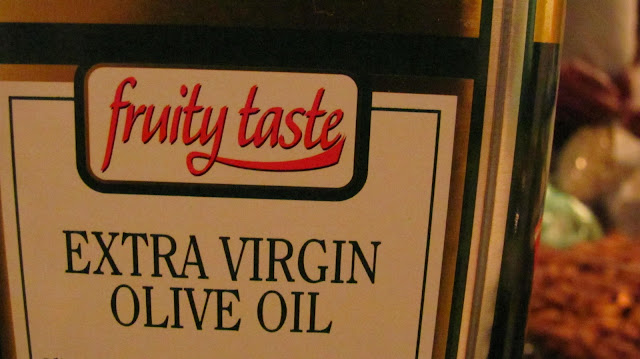 fruity taste
EXTRA VIRGIN
OLIVE OIL